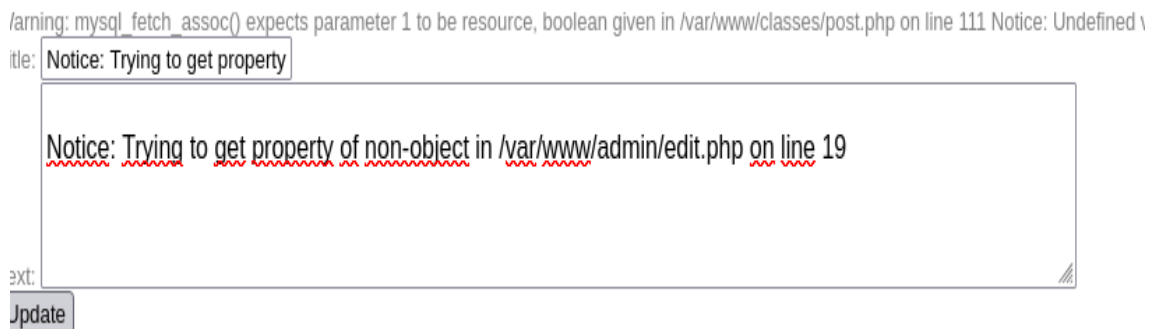 arning: mysql_fetch_assoc() expects parameter 1 to be resource, boolean given in /var/www/classes/post.php on line 111 Notice: Undefined
itle: Notice: Trying to get property
Notice: Trying to get property of non-object in /var/www/admin/edit.php on line 19
ext:
Update